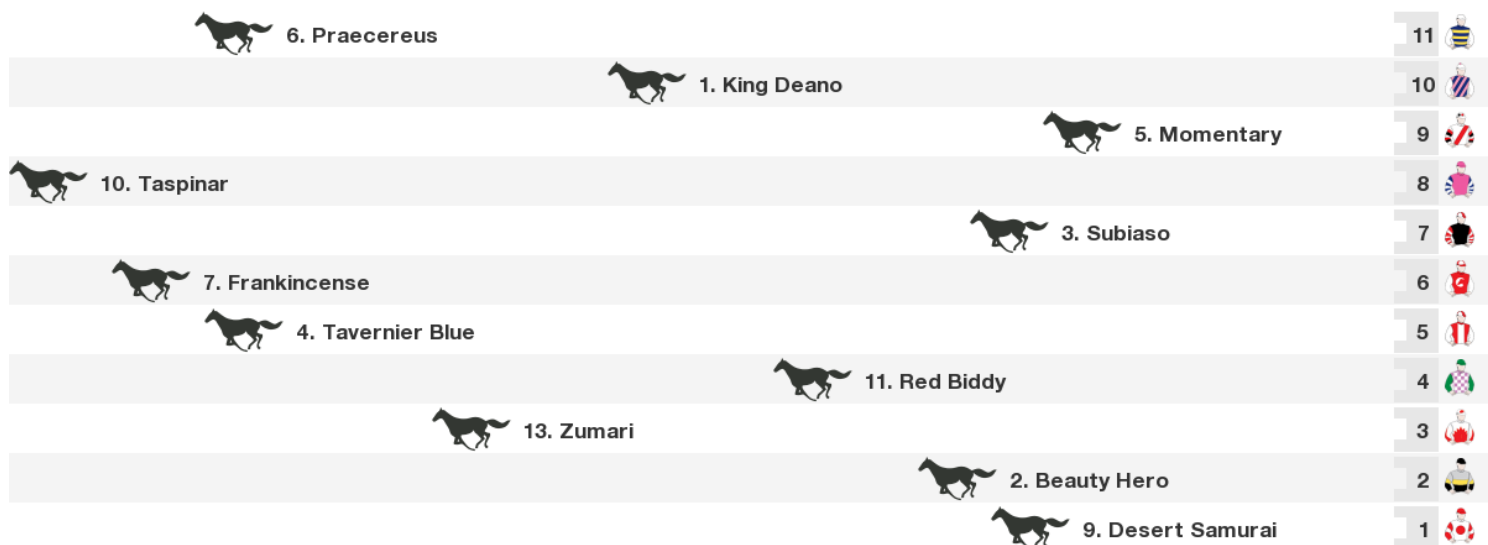 6. Praecereus 11
1. King Deano 10
5. Momentary 9
10. Taspinar 8
3. Subiaso 7
7. Frankincense 6
4. Tavernier Blue 5
11. Red Biddy 4
13. Zumari 3
2. Beauty Hero 2
9. Desert Samurai 1